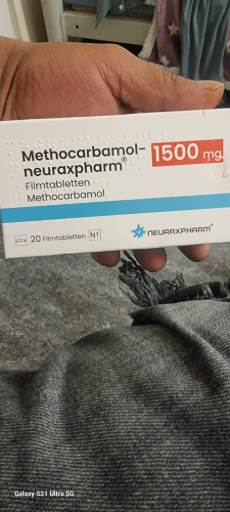 Methocarbamol-
neuraxpharm® 1500 mg
Filmtabletten
Methocarbamol
20 Filmtabletten N1
NEURAXPHARM®
Galaxy S21 Ultra 5G